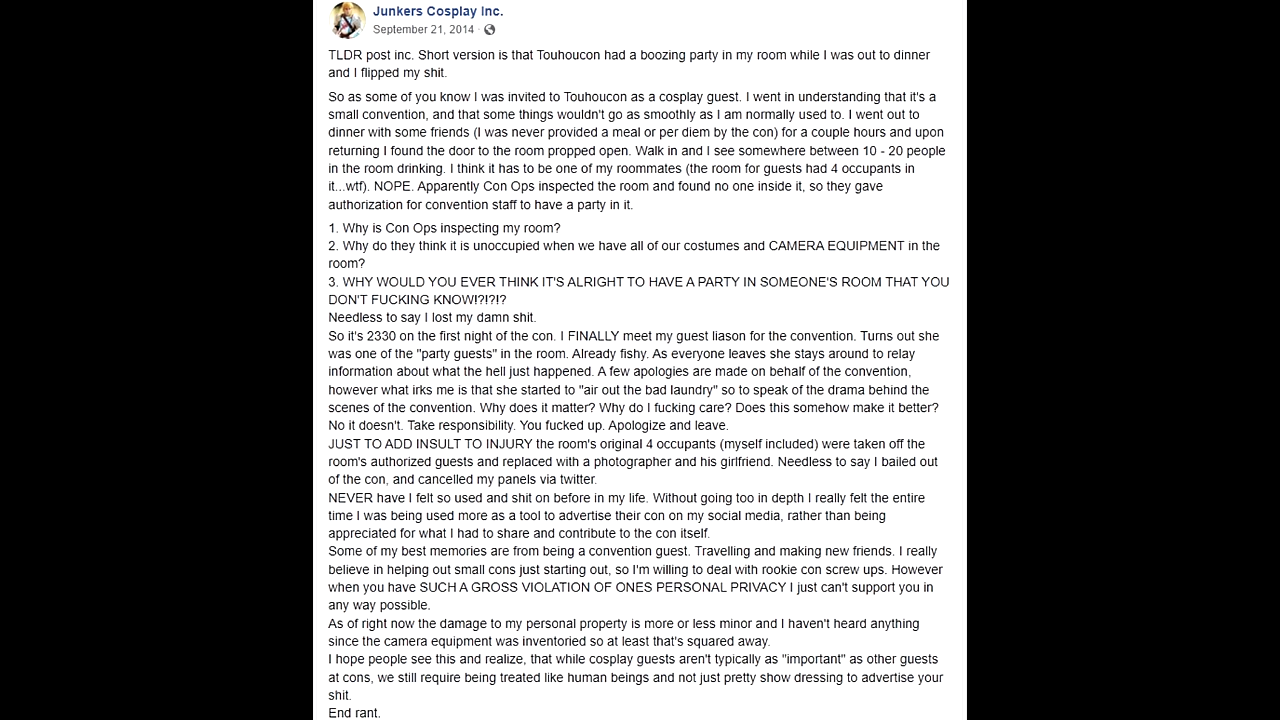 Junkers Cosplay Inc.
September 21, 2014 ·
TLDR post inc. Short version is that Touhoucon had a boozing party in my room while I was out to dinner
and I flipped my shit.
So as some of you know I was invited to Touhoucon as a cosplay guest. I went in understanding that it's a
small convention, and that some things wouldn't go as smoothly as I am normally used to. I went out to
dinner with some friends (I was never provided a meal or per diem by the con) for a couple hours and upon
returning I found the door to the room propped open. Walk in and I see somewhere between 10 - 20 people
in the room drinking. I think it has to be one of my roommates (the room for guests had 4 occupants in
it...wtf). NOPE. Apparently Con Ops inspected the room and found no one inside it, so they gave
authorization for convention staff to have a party in it.
1. Why is Con Ops inspecting my room?
2. Why do they think it is unoccupied when we have all of our costumes and CAMERA EQUIPMENT in the
room?
3. WHY WOULD YOU EVER THINK IT'S ALRIGHT TO HAVE A PARTY IN SOMEONE'S ROOM THAT YOU
DON'T FUCKING KNOW!?!?!?
Needless to say I lost my damn shit.
So it's 2330 on the first night of the con. I FINALLY meet my guest liason for the convention. Turns out she
was one of the "party guests" in the room. Already fishy. As everyone leaves she stays around to relay
information about what the hell just happened. A few apologies are made on behalf of the convention,
however what irks me is that she started to "air out the bad laundry" so to speak of the drama behind the
scenes of the convention. Why does it matter? Why do I fucking care? Does this somehow make it better?
No it doesn't. Take responsibility. You fucked up. Apologize and leave.
JUST TO ADD INSULT TO INJURY the room's original 4 occupants (myself included) were taken off the
room's authorized guests and replaced with a photographer and his girlfriend. Needless to say I bailed out
of the con, and cancelled my panels via twitter.
NEVER have I felt so used and shit on before in my life. Without going too in depth I really felt the entire
time I was being used more as a tool to advertise their con on my social media, rather than being
appreciated for what I had to share and contribute to the con itself.
Some of my best memories are from being a convention guest. Travelling and making new friends. I really
believe in helping out small cons just starting out, so I'm willing to deal with rookie con screw ups. However
when you have SUCH A GROSS VIOLATION OF ONES PERSONAL PRIVACY I just can't support you in
any way possible.
As of right now the damage to my personal property is more or less minor and I haven't heard anything
since the camera equipment was inventoried so at least that's squared away.
I hope people see this and realize, that while cosplay guests aren't typically as "important" as other guests
at cons, we still require being treated like human beings and not just pretty show dressing to advertise your
shit.
End rant.